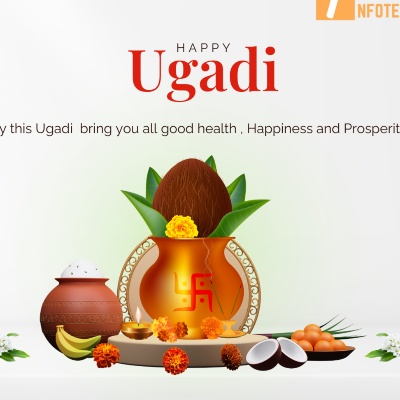 NFOTE
HAPPY
Ugadi
y this Ugadi bring you all good health , Happiness and Prosperit